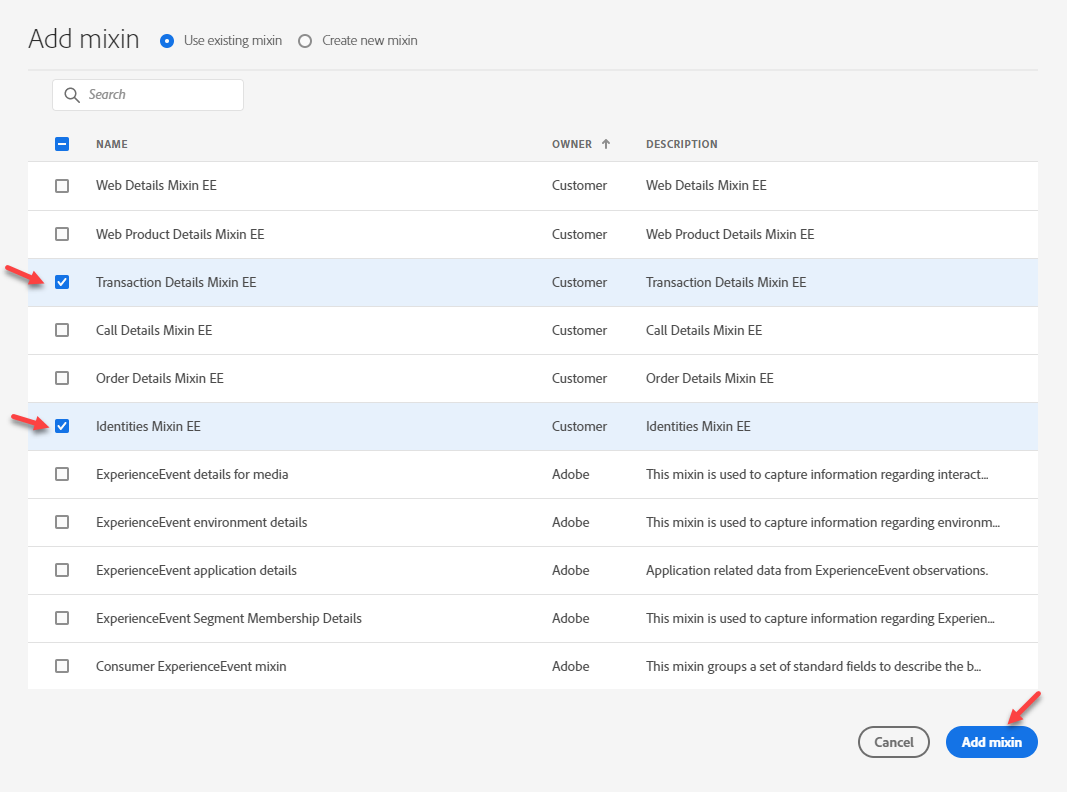 Add mixin Use existing mixin Create new mixin
Search
NAME OWNER DESCRIPTION
Web Details Mixin EE Customer Web Details Mixin EE
Web Product Details Mixin EE Customer Web Product Details Mixin EE
Transaction Details Mixin EE Customer Transaction Details Mixin EE
Call Details Mixin EE Customer Call Details Mixin EE
Order Details Mixin EE Customer Order Details Mixin EE
Identities Mixin EE Customer Identities Mixin EE
ExperienceEvent details for media Adobe This mixin is used to capture information regarding interact...
ExperienceEvent environment details Adobe This mixin is used to capture information regarding environm...
ExperienceEvent application details Adobe Application related data from ExperienceEvent observations.
ExperienceEvent Segment Membership Details Adobe This mixin is used to capture information regarding Experien...
Consumer ExperienceEvent mixin Adobe This mixin groups a set of standard fields to describe the b...
Cancel Add mixin